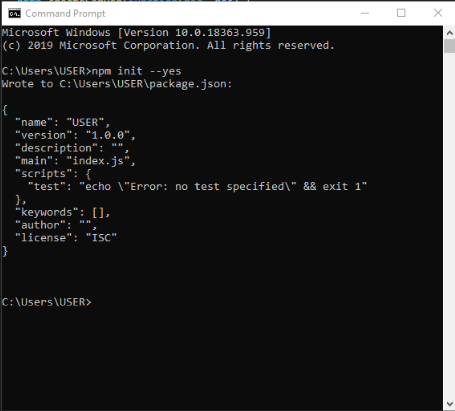 Command Prompt
Microsoft Windows [Version 10.0.18363.959]
(c) 2019 Microsoft Corporation. All rights reserved.
C:\Users\USER>npm init --yes
Wrote to C:\Users\USER\package.json:
{
  "name": "USER",
  "version": "1.0.0",
  "description": "",
  "main": "index.js",
  "scripts": {
    "test": "echo \"Error: no test specified\" && exit 1"
  },
  "keywords": [],
  "author": "",
  "license": "ISC"
}
C:\Users\USER>